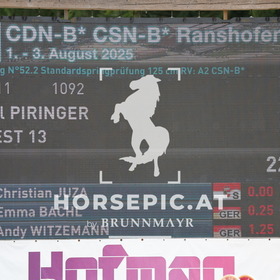 CDN-B* CSN-B* Ranshofen
1. - 3. August 2025
g N°52.2 Standardspringprüfung 125 cm RV: A2 CSN-B*
11 1092
l PIRINGER
EST 13
22
HORSEPIC.AT
by BRUNNMAYR
Christian JUZA S 0.00
Emma BACHL GER 0.25
Andy WITZEMANN GER 1.25
Hofman